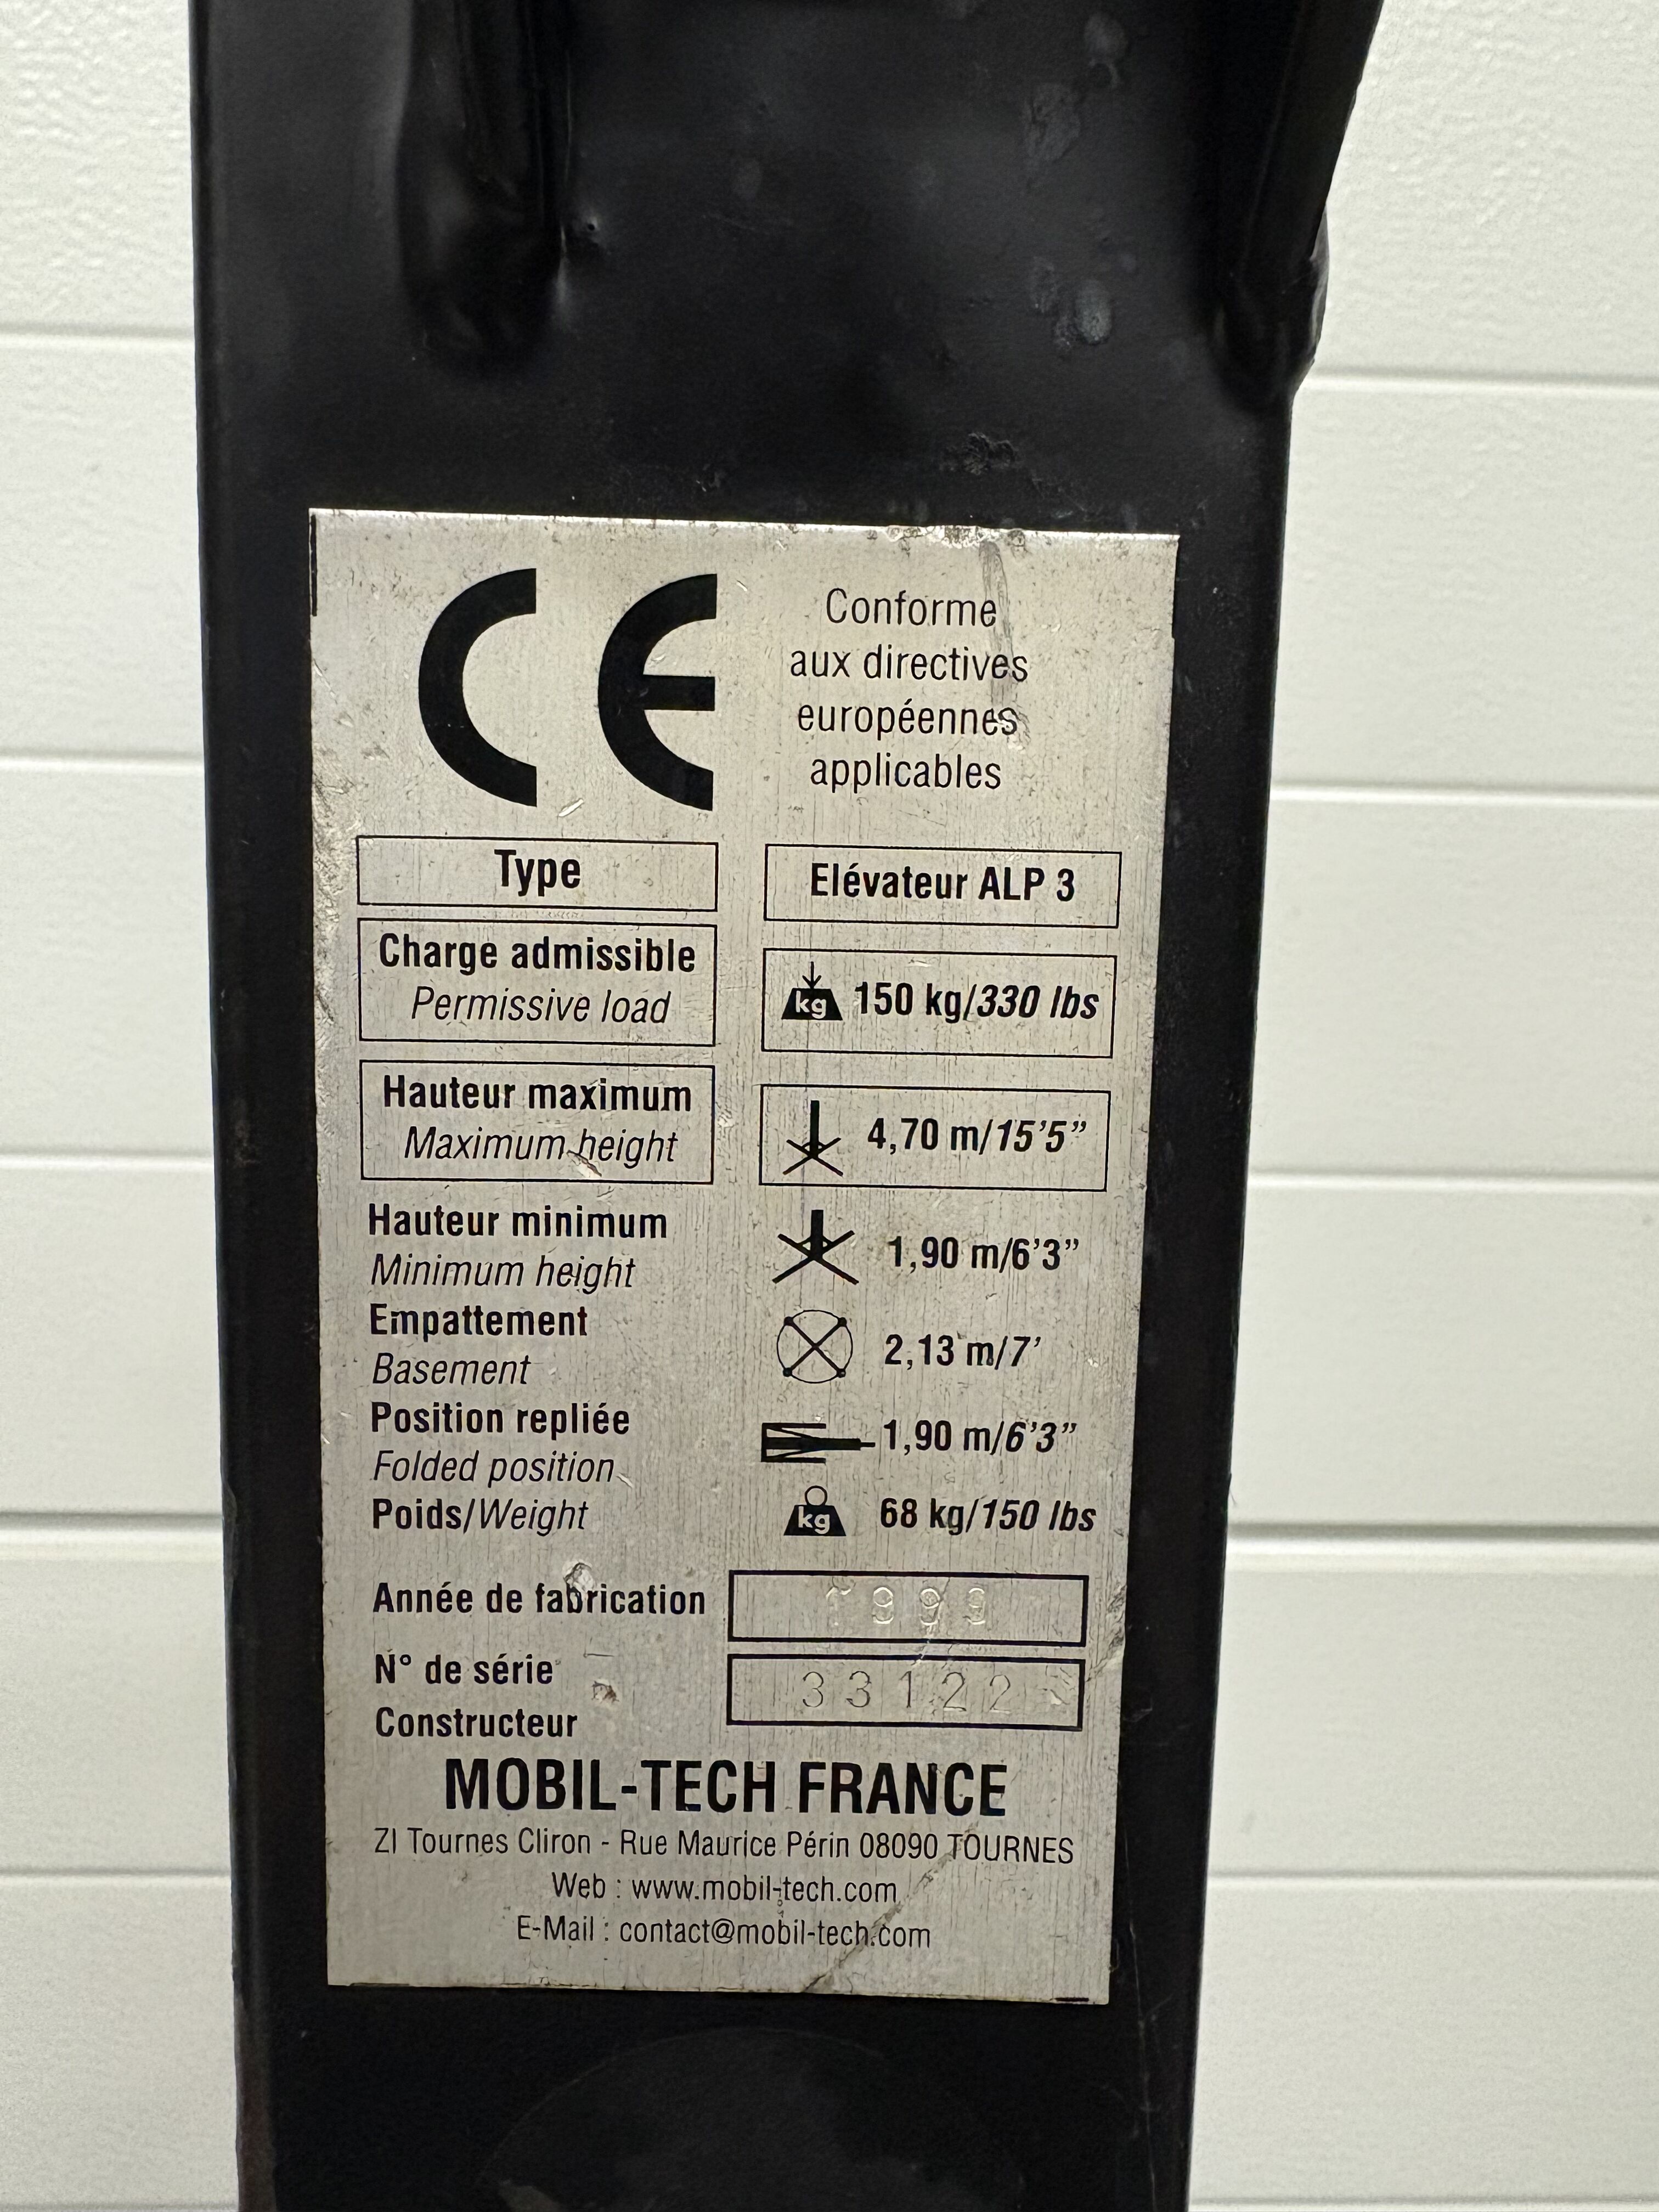 CE
Conforme
aux directives
européennes
applicables
Type
Elévateur ALP 3
Charge admissible
Permissive load
kg 150 kg/330 lbs
Hauteur maximum
Maximum height
4,70 m/15'5”
Hauteur minimum
Minimum height
1,90 m/6'3”
Empattement
Basement
2,13 m/7'
Position repliée
Folded position
1,90 m/6'3”
Poids/Weight
kg 68 kg/150 lbs
Année de fabrication
1999
N° de série
Constructeur
MOBIL-TECH FRANCE
ZI Tournes Cliron - Rue Maurice Périn 08090 TOURNES
Web : www.mobil-tech.com
E-Mail : contact@mobil-tech.com